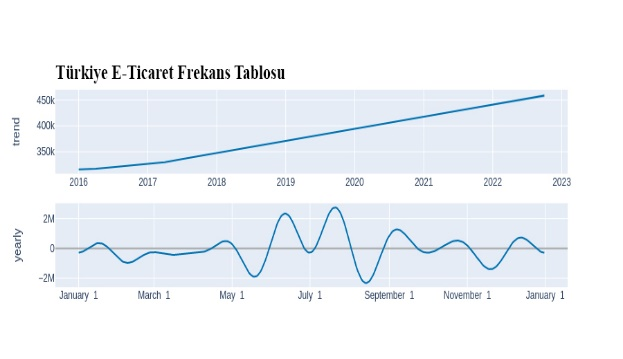 Türkiye E-Ticaret Frekans Tablosu
450k
400k
350k
trend
2016 2017 2018 2019 2020 2021 2022 2023
2M
0
−2M
yearly
January 1 March 1 May 1 July 1 September 1 November 1 January 1